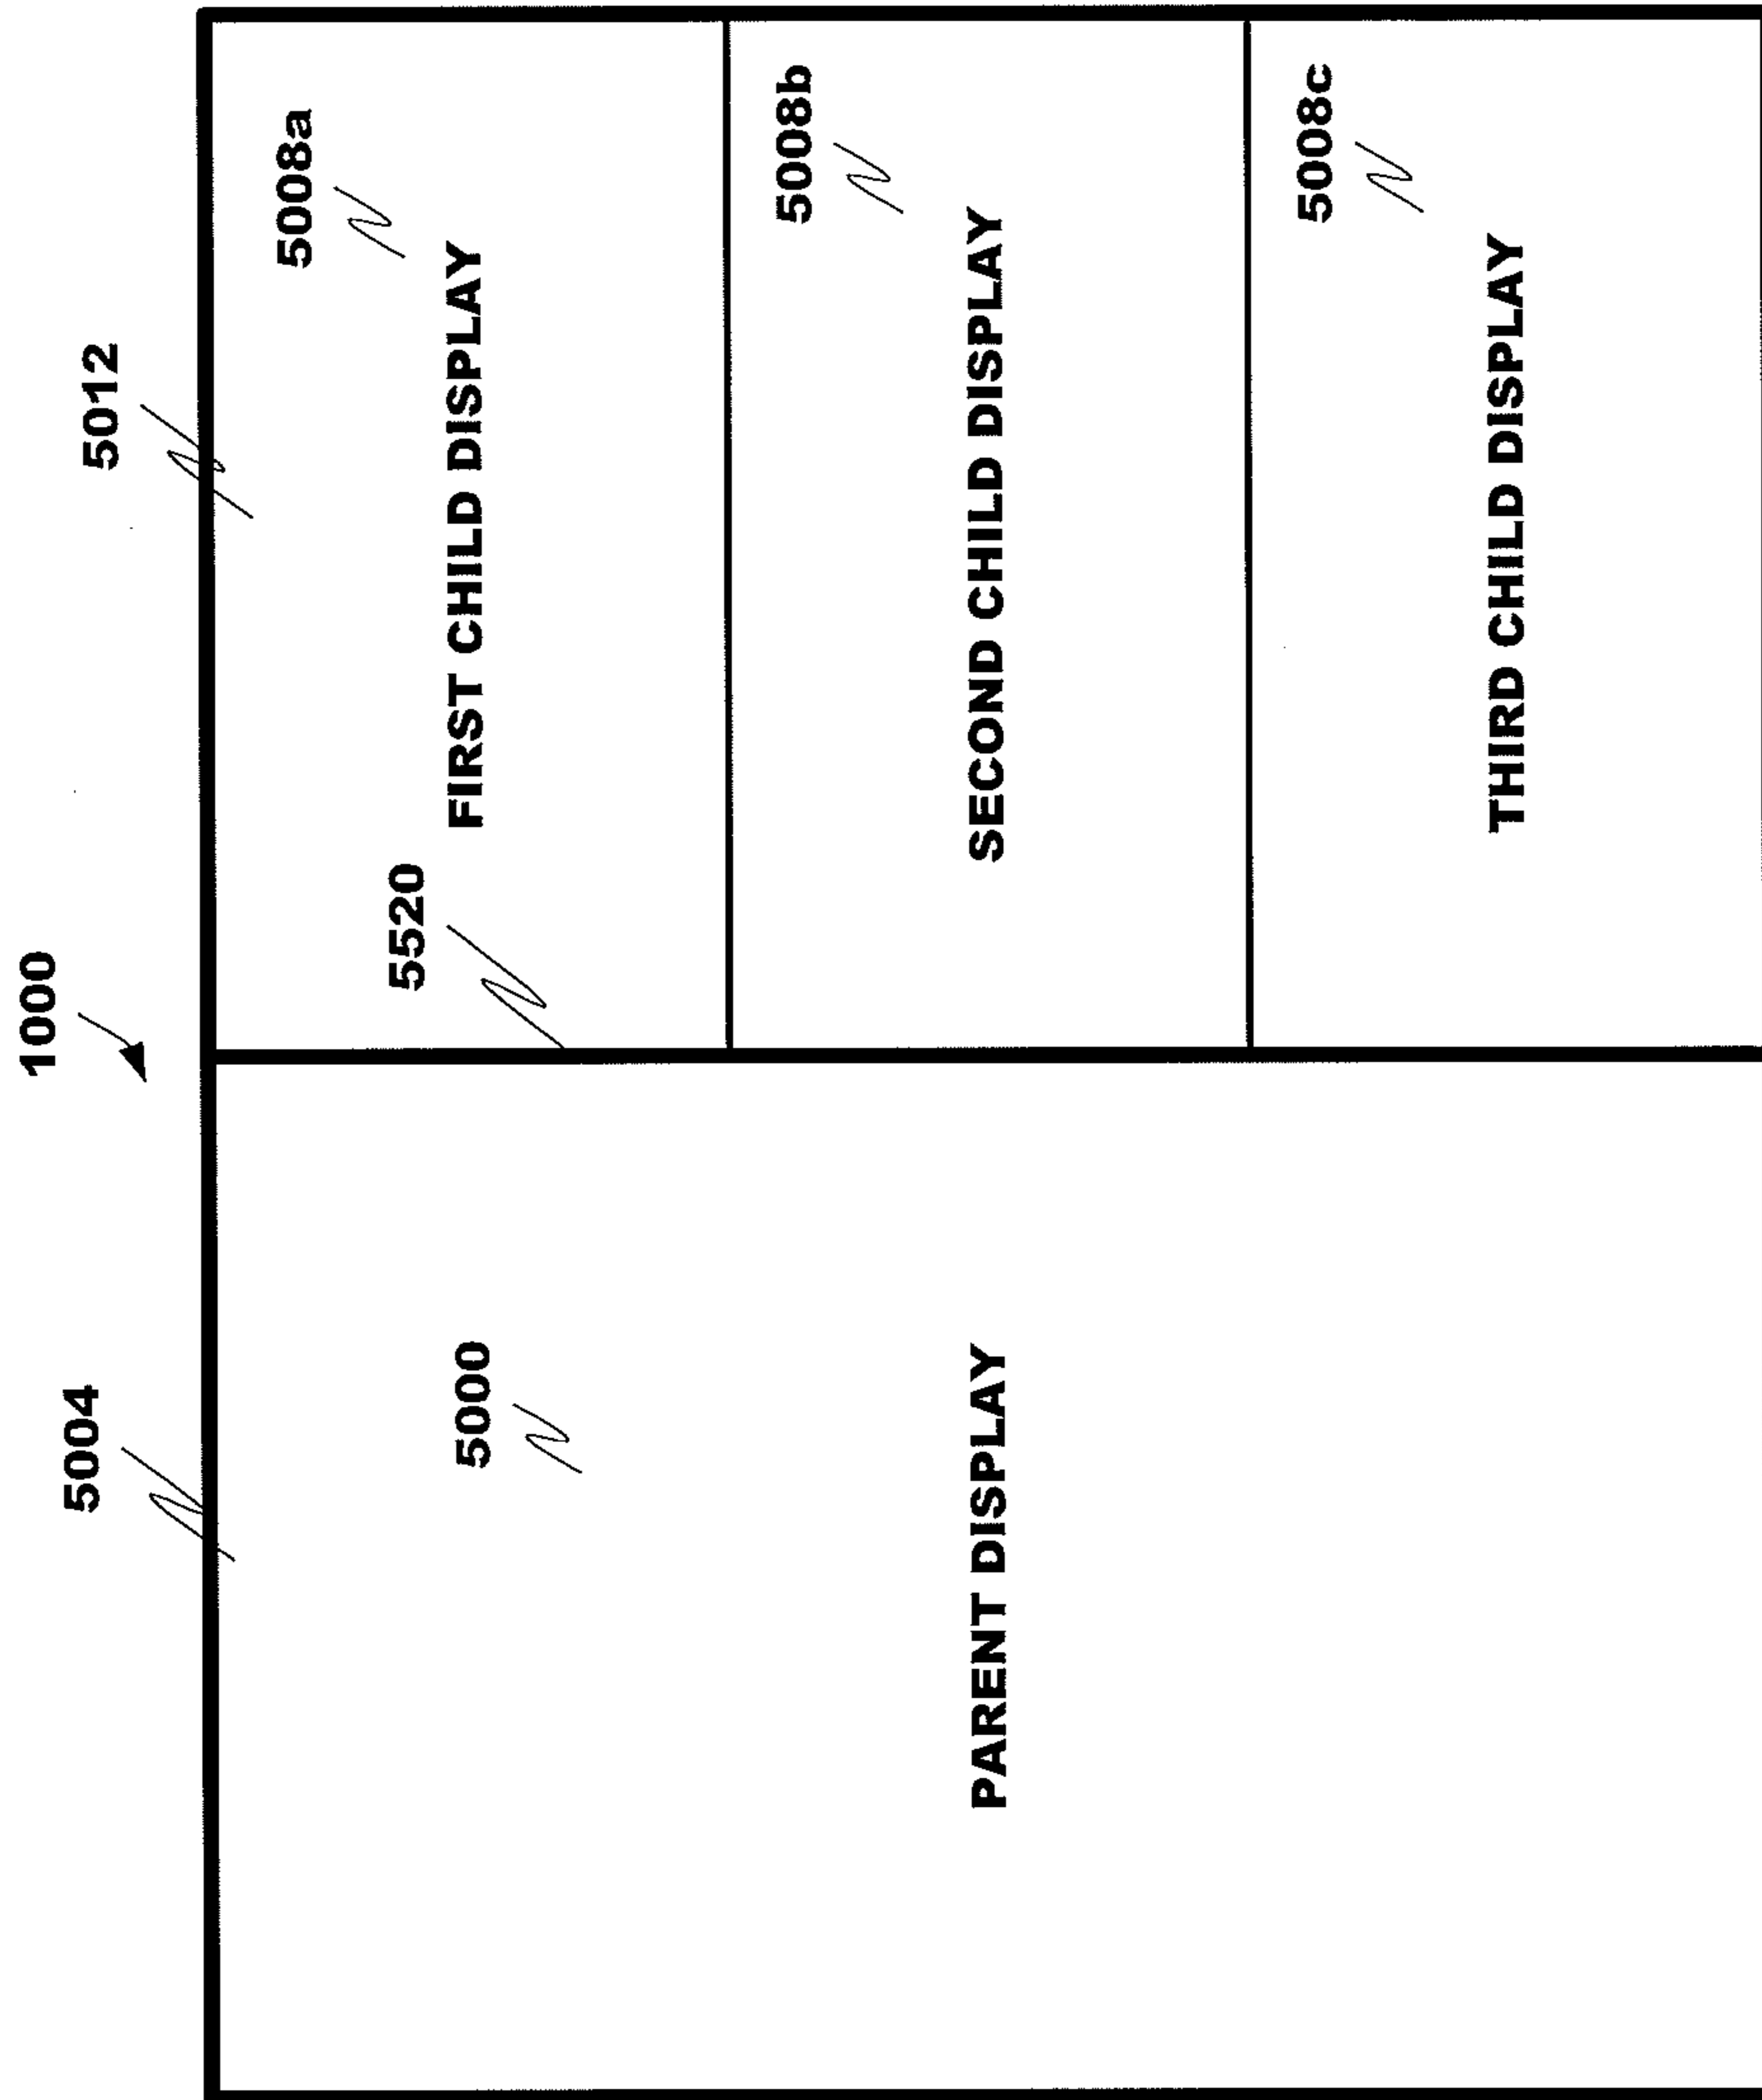 1000
5004
5012
5008a
5520
5000
FIRST CHILD DISPLAY
5008b
PARENT DISPLAY
SECOND CHILD DISPLAY
5008c
THIRD CHILD DISPLAY